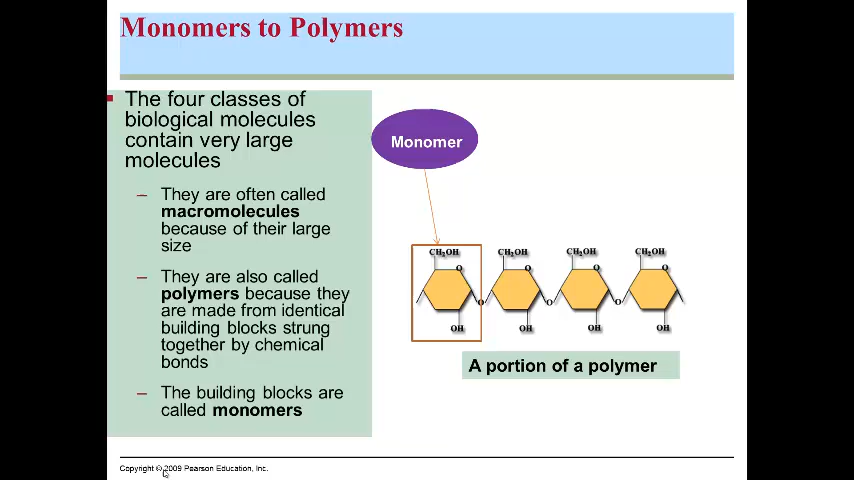 Monomers to Polymers
The four classes of
biological molecules
contain very large
molecules
– They are often called
macromolecules
because of their large
size
– They are also called
polymers because they
are made from identical
building blocks strung
together by chemical
bonds
– The building blocks are
called monomers
Monomer
CH₂OH CH₂OH CH₂OH CH₂OH
O O O O
O O O
OH OH OH OH
A portion of a polymer
Copyright © 2009 Pearson Education, Inc.